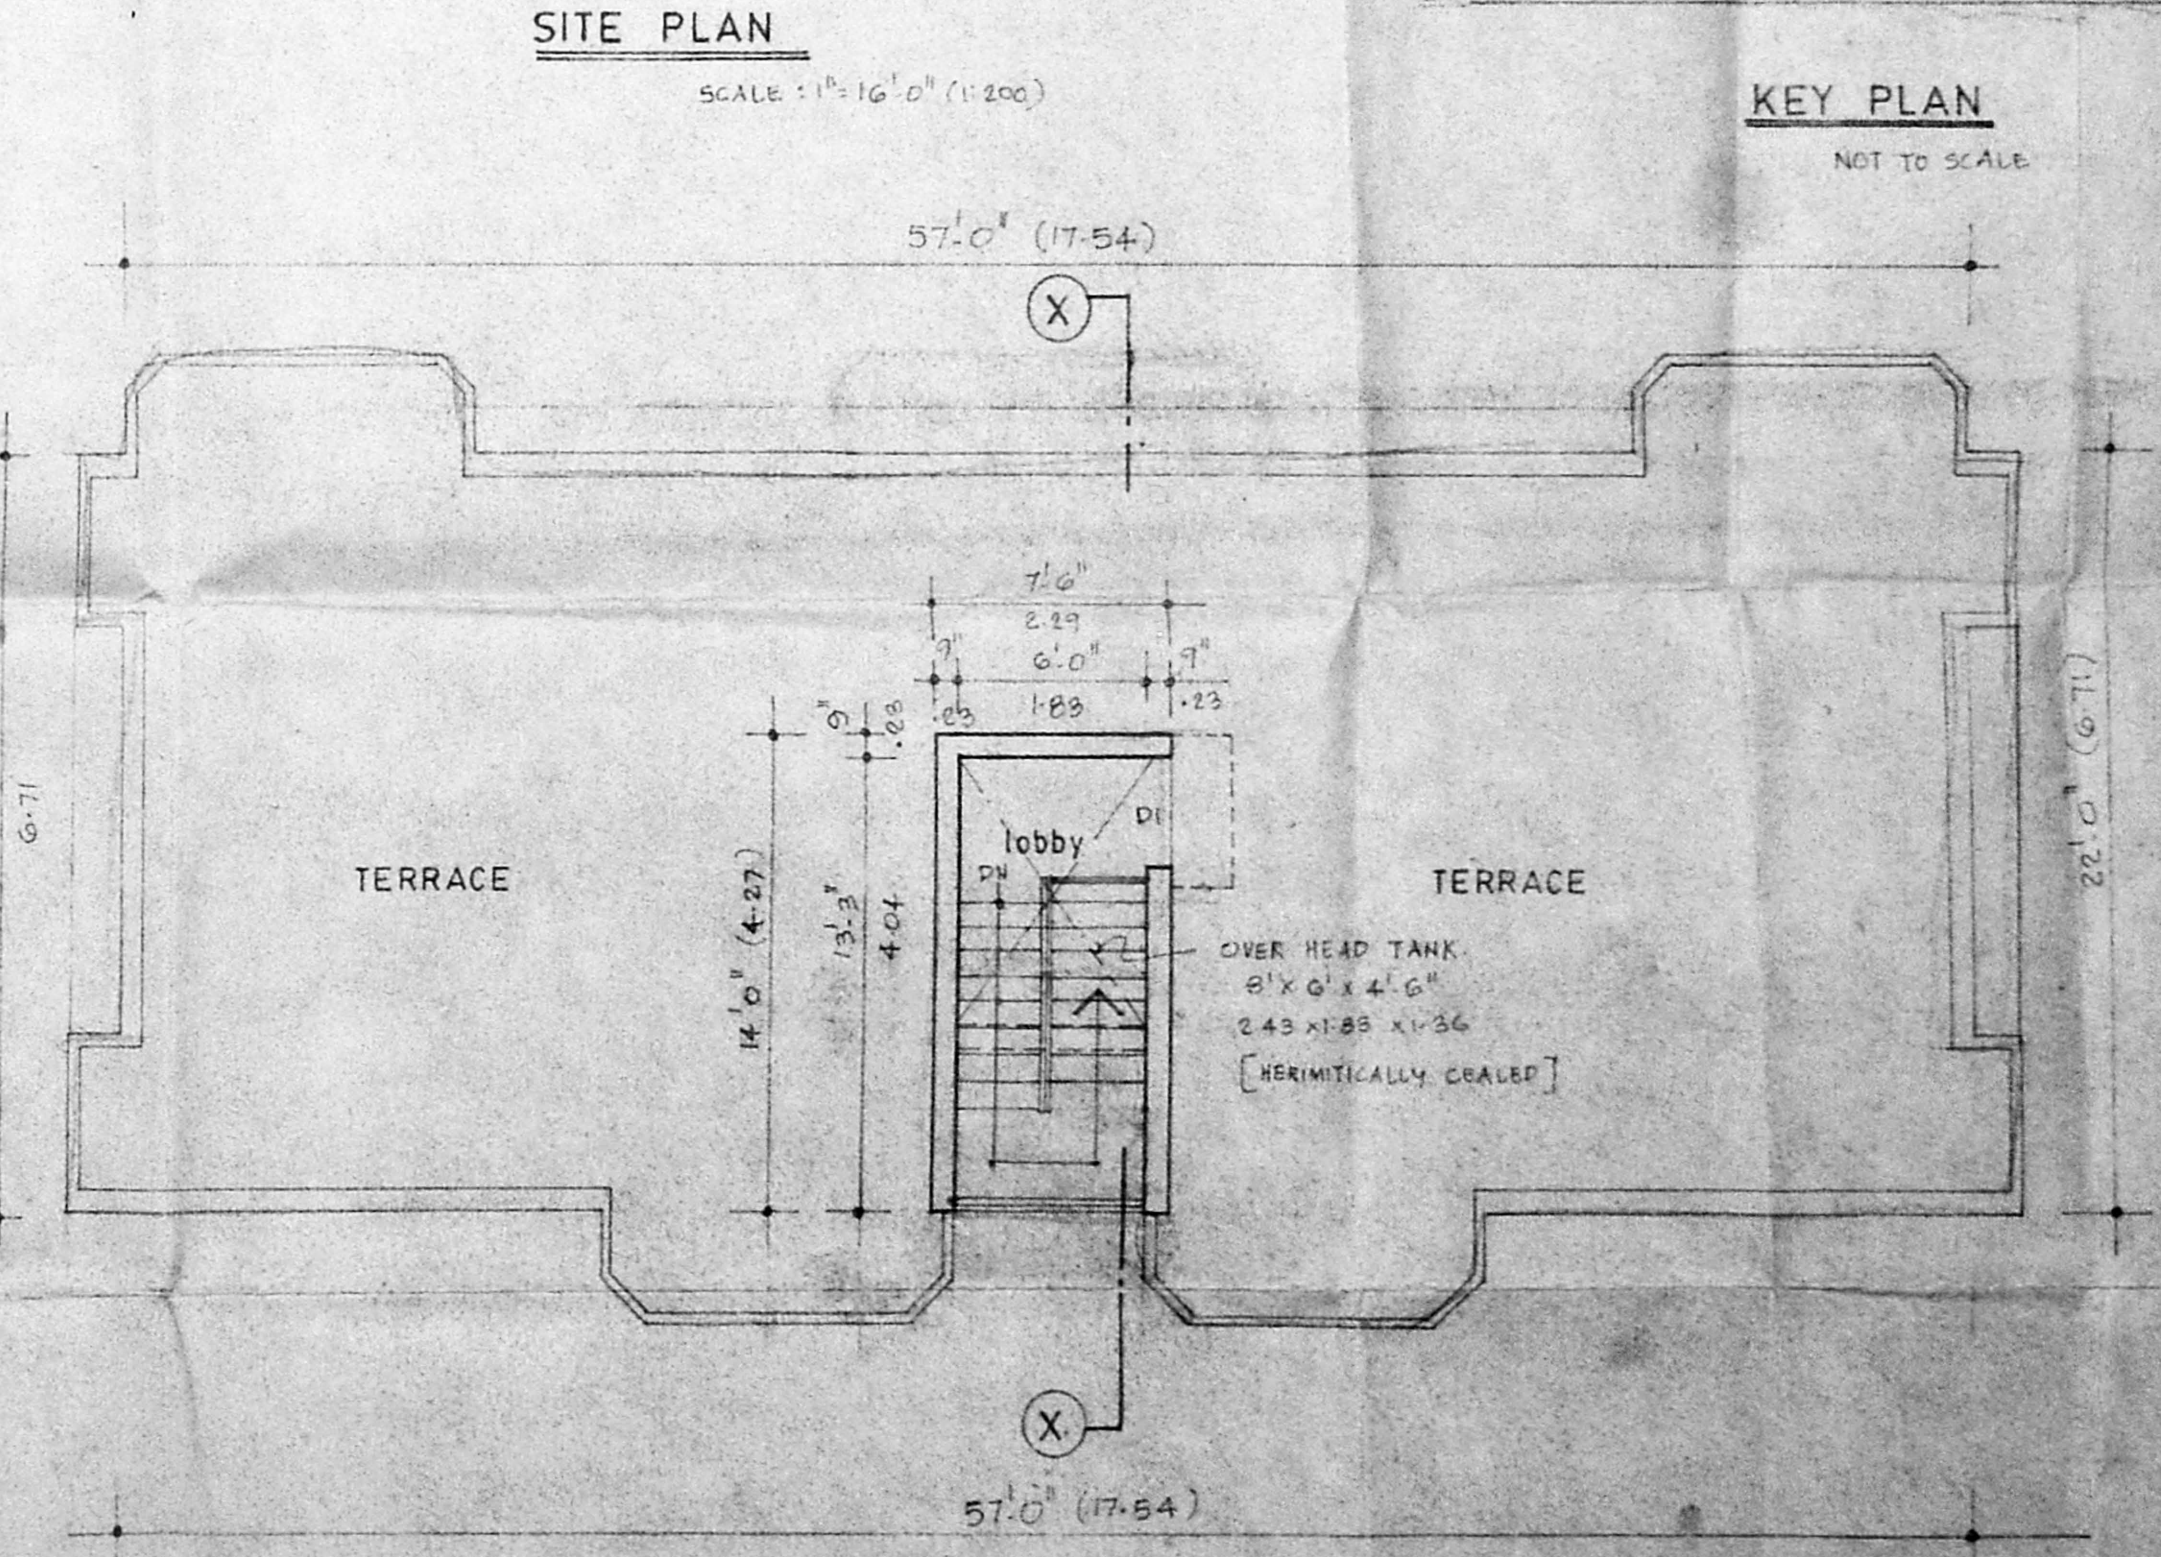 SITE PLAN
SCALE : 1"= 16'-0" (1:200)
KEY PLAN
NOT TO SCALE
57'-0" (17.54)
X
7'-6"
2.29
9" 6'-0" 9"
.23 1.83 .23
9"
.23
6.71
TERRACE
14'-0" (4.27)
13'-3"
4.04
lobby
D1
DN
TERRACE
22'-0" (6.71)
OVER HEAD TANK.
8' x 6' x 4'-6"
2.43 x 1.83 x 1.36
[HERIMITICALLY CEALED]
X.
57'-0" (17.54)